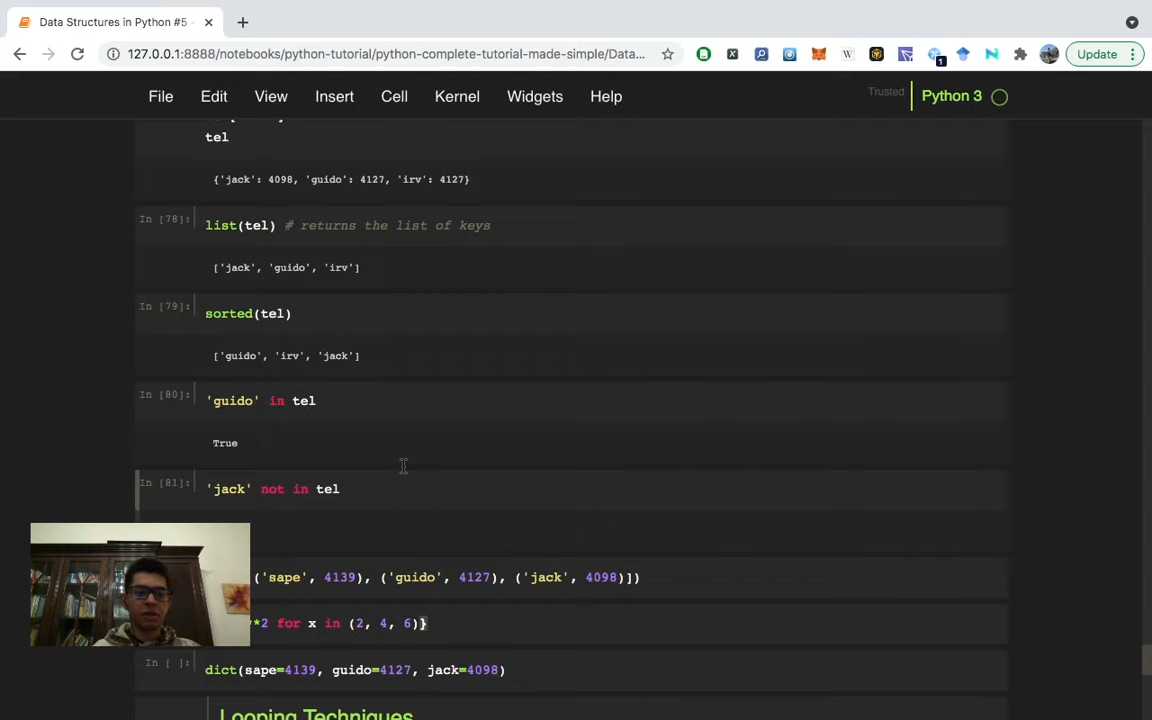 Data Structures in Python #5 -
127.0.0.1:8888/notebooks/python-tutorial/python-complete-tutorial-made-simple/Data...
1
W
Update
File Edit View Insert Cell Kernel Widgets Help
Trusted
Python 3
tel
{'jack': 4098, 'guido': 4127, 'irv': 4127}
In [78]:
list(tel) # returns the list of keys
['jack', 'guido', 'irv']
In [79]:
sorted(tel)
['guido', 'irv', 'jack']
In [80]:
'guido' in tel
True
In [81]:
'jack' not in tel
('sape', 4139), ('guido', 4127), ('jack', 4098)])
*2 for x in (2, 4, 6)}
In [ ]:
dict(sape=4139, guido=4127, jack=4098)
Looping Techniques